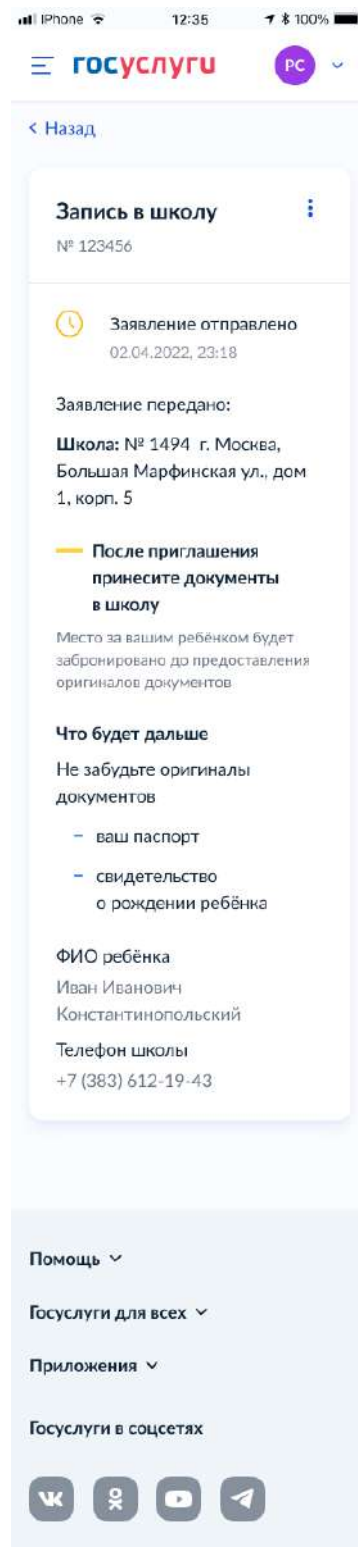 iPhone 12:35 100%
госуслуги РС
< Назад
Запись в школу
№ 123456
Заявление отправлено
02.04.2022, 23:18
Заявление передано:
Школа: № 1494 г. Москва,
Большая Марфинская ул., дом
1, корп. 5
После приглашения
принесите документы
в школу
Место за вашим ребёнком будет
забронировано до предоставления
оригиналов документов
Что будет дальше
Не забудьте оригиналы
документов
– ваш паспорт
– свидетельство
о рождении ребёнка
ФИО ребёнка
Иван Иванович
Константинопольский
Телефон школы
+7 (383) 612-19-43
Помощь
Госуслуги для всех
Приложения
Госуслуги в соцсетях